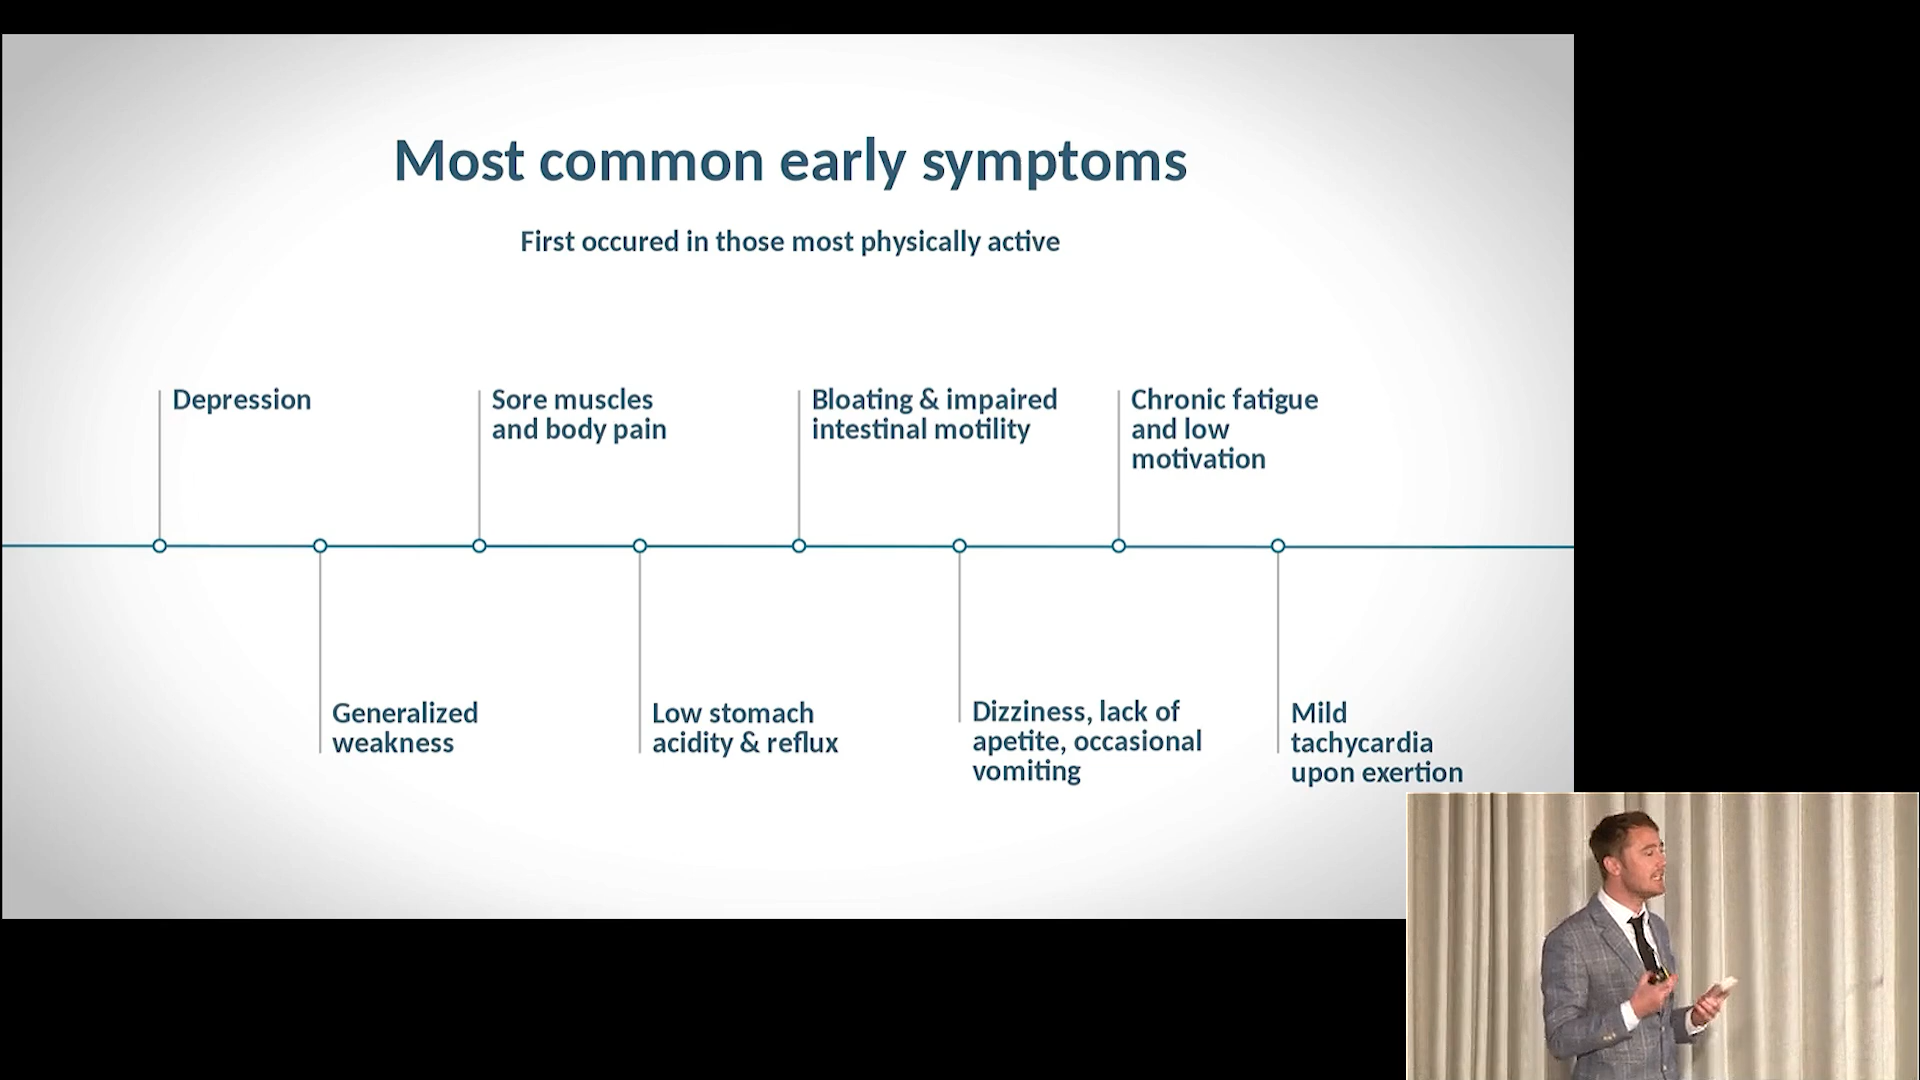 Most common early symptoms
First occured in those most physically active
Depression
Sore muscles
and body pain
Bloating & impaired
intestinal motility
Chronic fatigue
and low
motivation
Generalized
weakness
Low stomach
acidity & reflux
Dizziness, lack of
apetite, occasional
vomiting
Mild
tachycardia
upon exertion